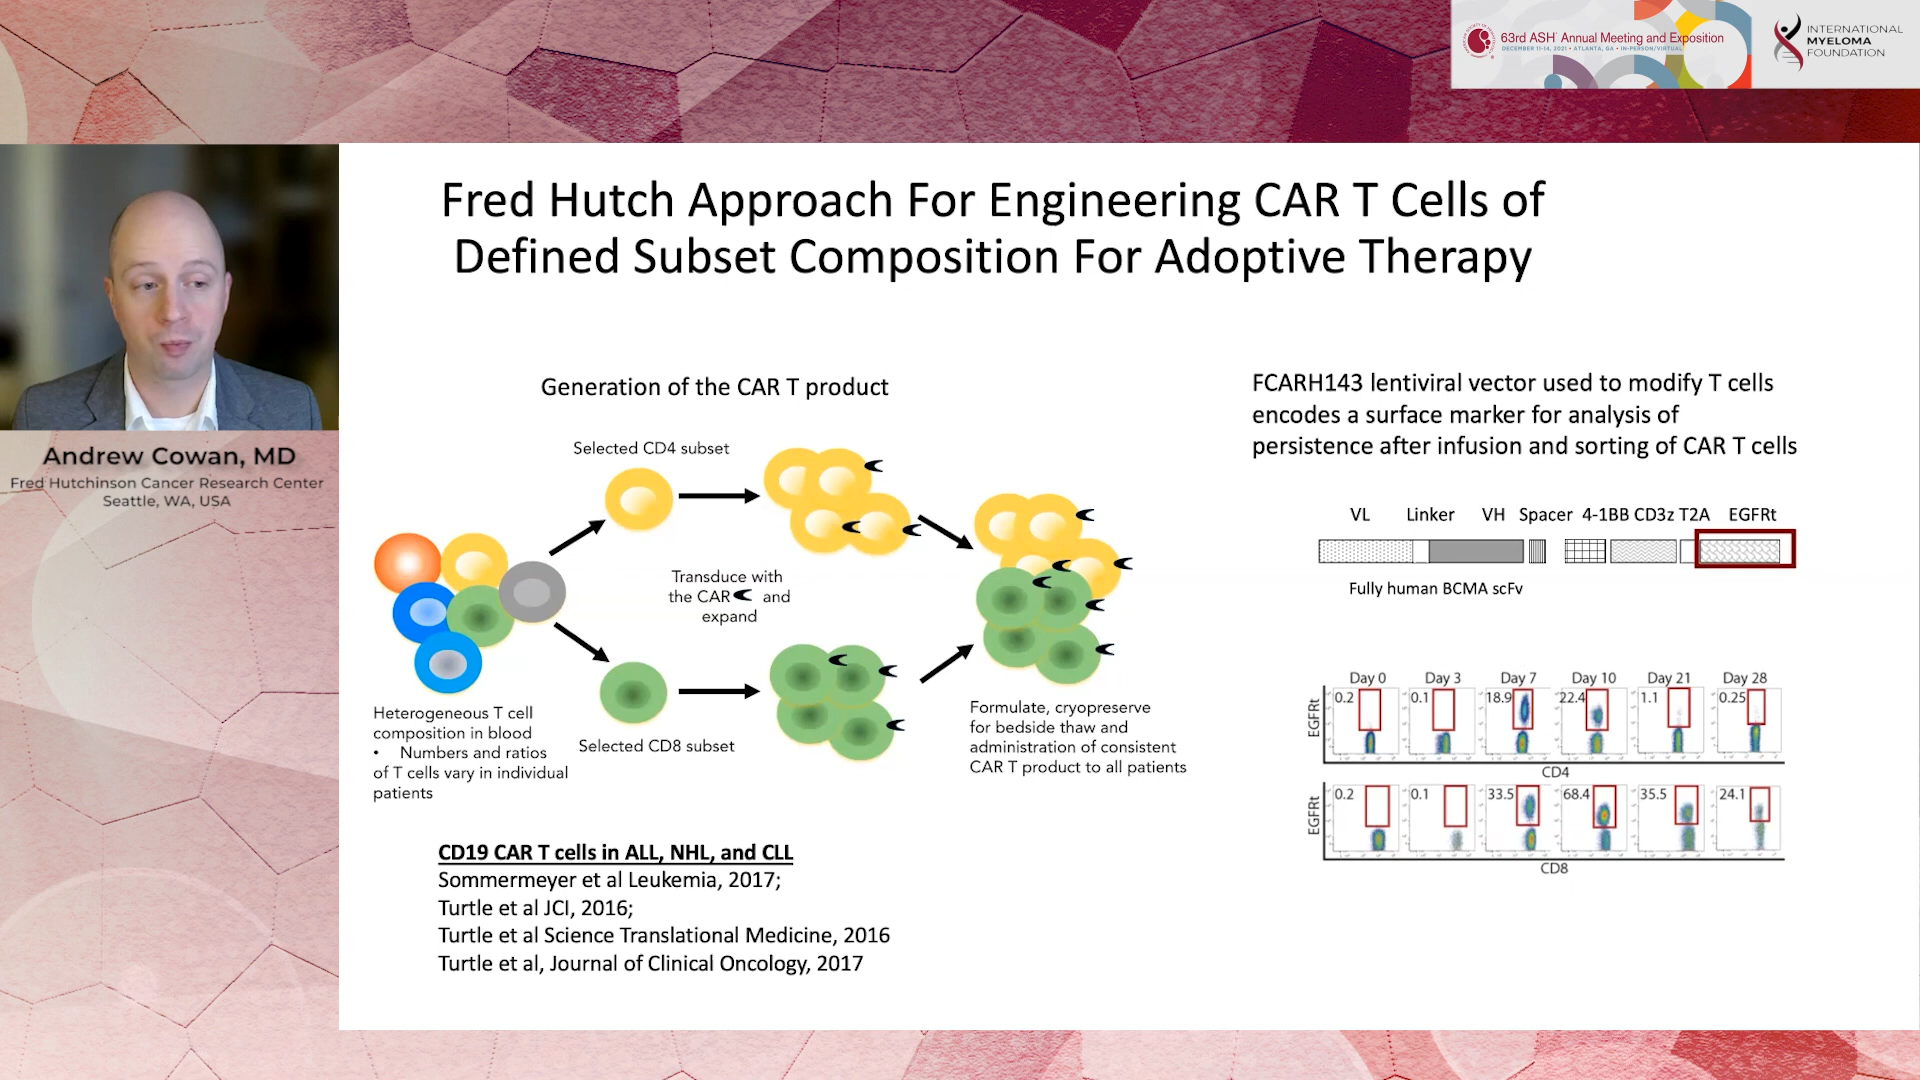 63rd ASH Annual Meeting and Exposition
DECEMBER 11-14, 2021 • ATLANTA, GA • IN-PERSON/VIRTUAL
INTERNATIONAL
MYELOMA
FOUNDATION
Fred Hutch Approach For Engineering CAR T Cells of
Defined Subset Composition For Adoptive Therapy
Andrew Cowan, MD
Fred Hutchinson Cancer Research Center
Seattle, WA, USA
Generation of the CAR T product
Selected CD4 subset
Transduce with
the CAR and
expand
Heterogeneous T cell
composition in blood
• Numbers and ratios
of T cells vary in individual
patients
Selected CD8 subset
Formulate, cryopreserve
for bedside thaw and
administration of consistent
CAR T product to all patients
CD19 CAR T cells in ALL, NHL, and CLL
Sommermeyer et al Leukemia, 2017;
Turtle et al JCI, 2016;
Turtle et al Science Translational Medicine, 2016
Turtle et al, Journal of Clinical Oncology, 2017
FCARH143 lentiviral vector used to modify T cells
encodes a surface marker for analysis of
persistence after infusion and sorting of CAR T cells
VL Linker VH Spacer 4-1BB CD3z T2A EGFRt
Fully human BCMA scFv
Day 0 Day 3 Day 7 Day 10 Day 21 Day 28
EGFRt
0.2 0.1 18.9 22.4 1.1 0.25
CD4
EGFRt
0.2 0.1 33.5 68.4 35.5 24.1
CD8